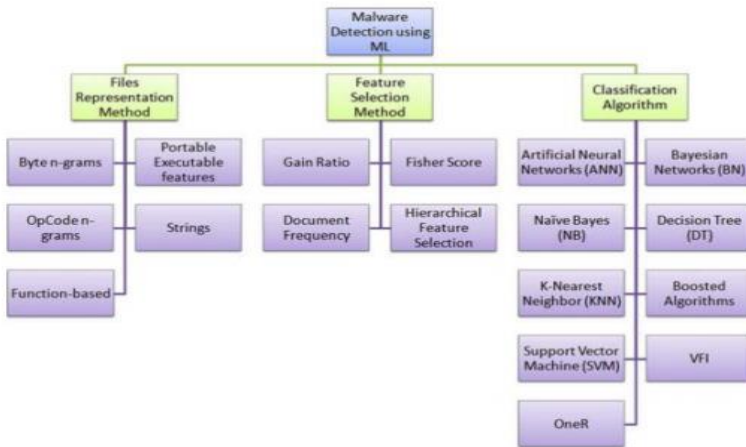 Malware
Detection using
ML
Files
Representation
Method
Feature
Selection
Method
Classification
Algorithm
Byte n-grams
Portable
Executable
features
OpCode n-
grams
Strings
Function-based
Gain Ratio
Fisher Score
Document
Frequency
Hierarchical
Feature
Selection
Artificial Neural
Networks (ANN)
Bayesian
Networks (BN)
Naïve Bayes
(NB)
Decision Tree
(DT)
K-Nearest
Neighbor (KNN)
Boosted
Algorithms
Support Vector
Machine (SVM)
VFI
OneR